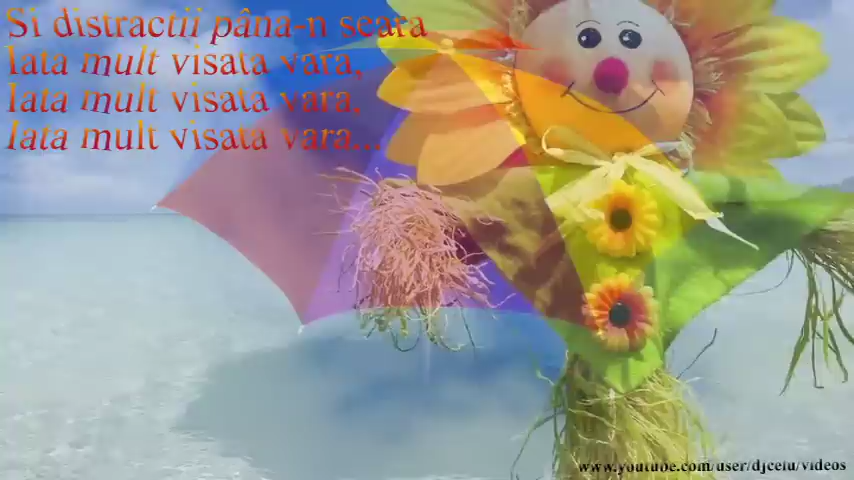 Si distractii pâna-n seara
Iata mult visata vara,
Iata mult visata vara,
Iata mult visata vara...
www.youtube.com/user/djcelu/videos